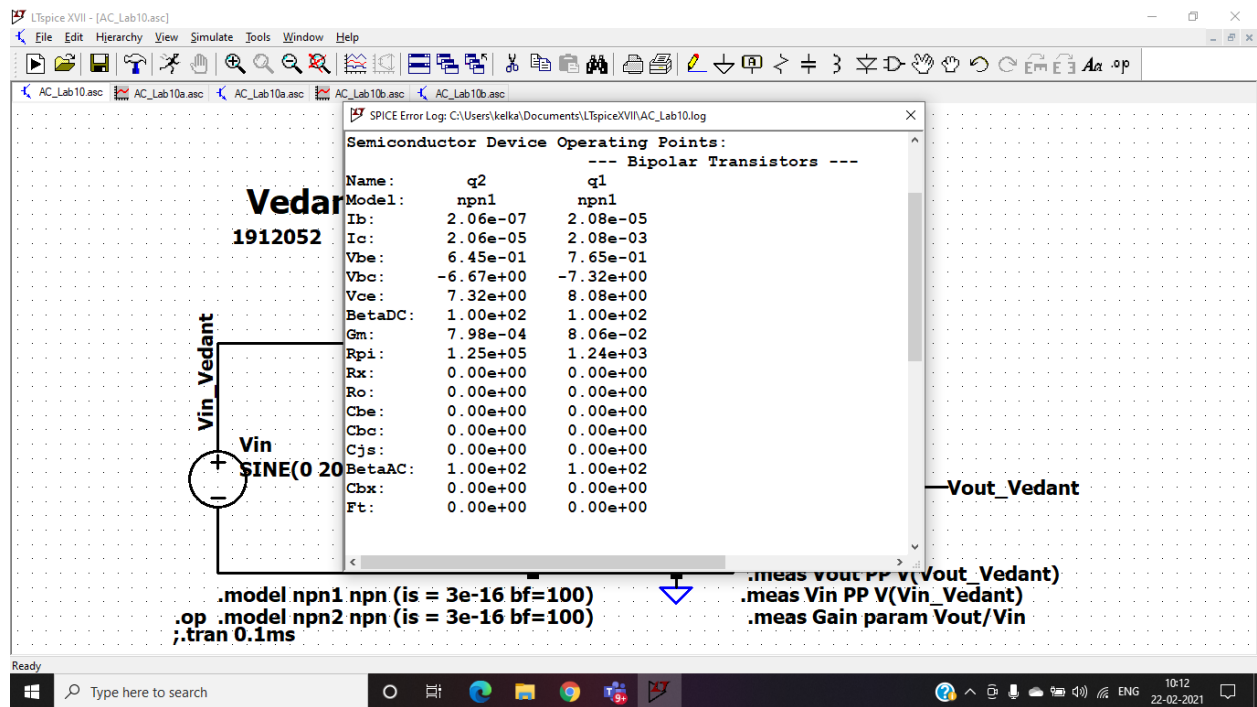 LTspice XVII - [AC_Lab10.asc]
File Edit Hierarchy View Simulate Tools Window Help
AC_Lab10.asc AC_Lab10a.asc AC_Lab10a.asc AC_Lab10b.asc AC_Lab10b.asc
SPICE Error Log: C:\Users\kelka\Documents\LTspiceXVII\AC_Lab10.log
Semiconductor Device Operating Points:
--- Bipolar Transistors ---
Name: q2 q1
Model: npn1 npn1
Ib: 2.06e-07 2.08e-05
Ic: 2.06e-05 2.08e-03
Vbe: 6.45e-01 7.65e-01
Vbc: -6.67e+00 -7.32e+00
Vce: 7.32e+00 8.08e+00
BetaDC: 1.00e+02 1.00e+02
Gm: 7.98e-04 8.06e-02
Rpi: 1.25e+05 1.24e+03
Rx: 0.00e+00 0.00e+00
Ro: 0.00e+00 0.00e+00
Cbe: 0.00e+00 0.00e+00
Cbc: 0.00e+00 0.00e+00
Cjs: 0.00e+00 0.00e+00
BetaAC: 1.00e+02 1.00e+02
Cbx: 0.00e+00 0.00e+00
Ft: 0.00e+00 0.00e+00
Vedan
1912052
Vin_Vedant
Vin
SINE(0 20
Vout_Vedant
.meas Vout PP V(Vout_Vedant)
.model npn1 npn (is = 3e-16 bf=100) .meas Vin PP V(Vin_Vedant)
.op .model npn2 npn (is = 3e-16 bf=100) .meas Gain param Vout/Vin
;.tran 0.1ms
Ready
Type here to search
9+
ENG
10:12
22-02-2021